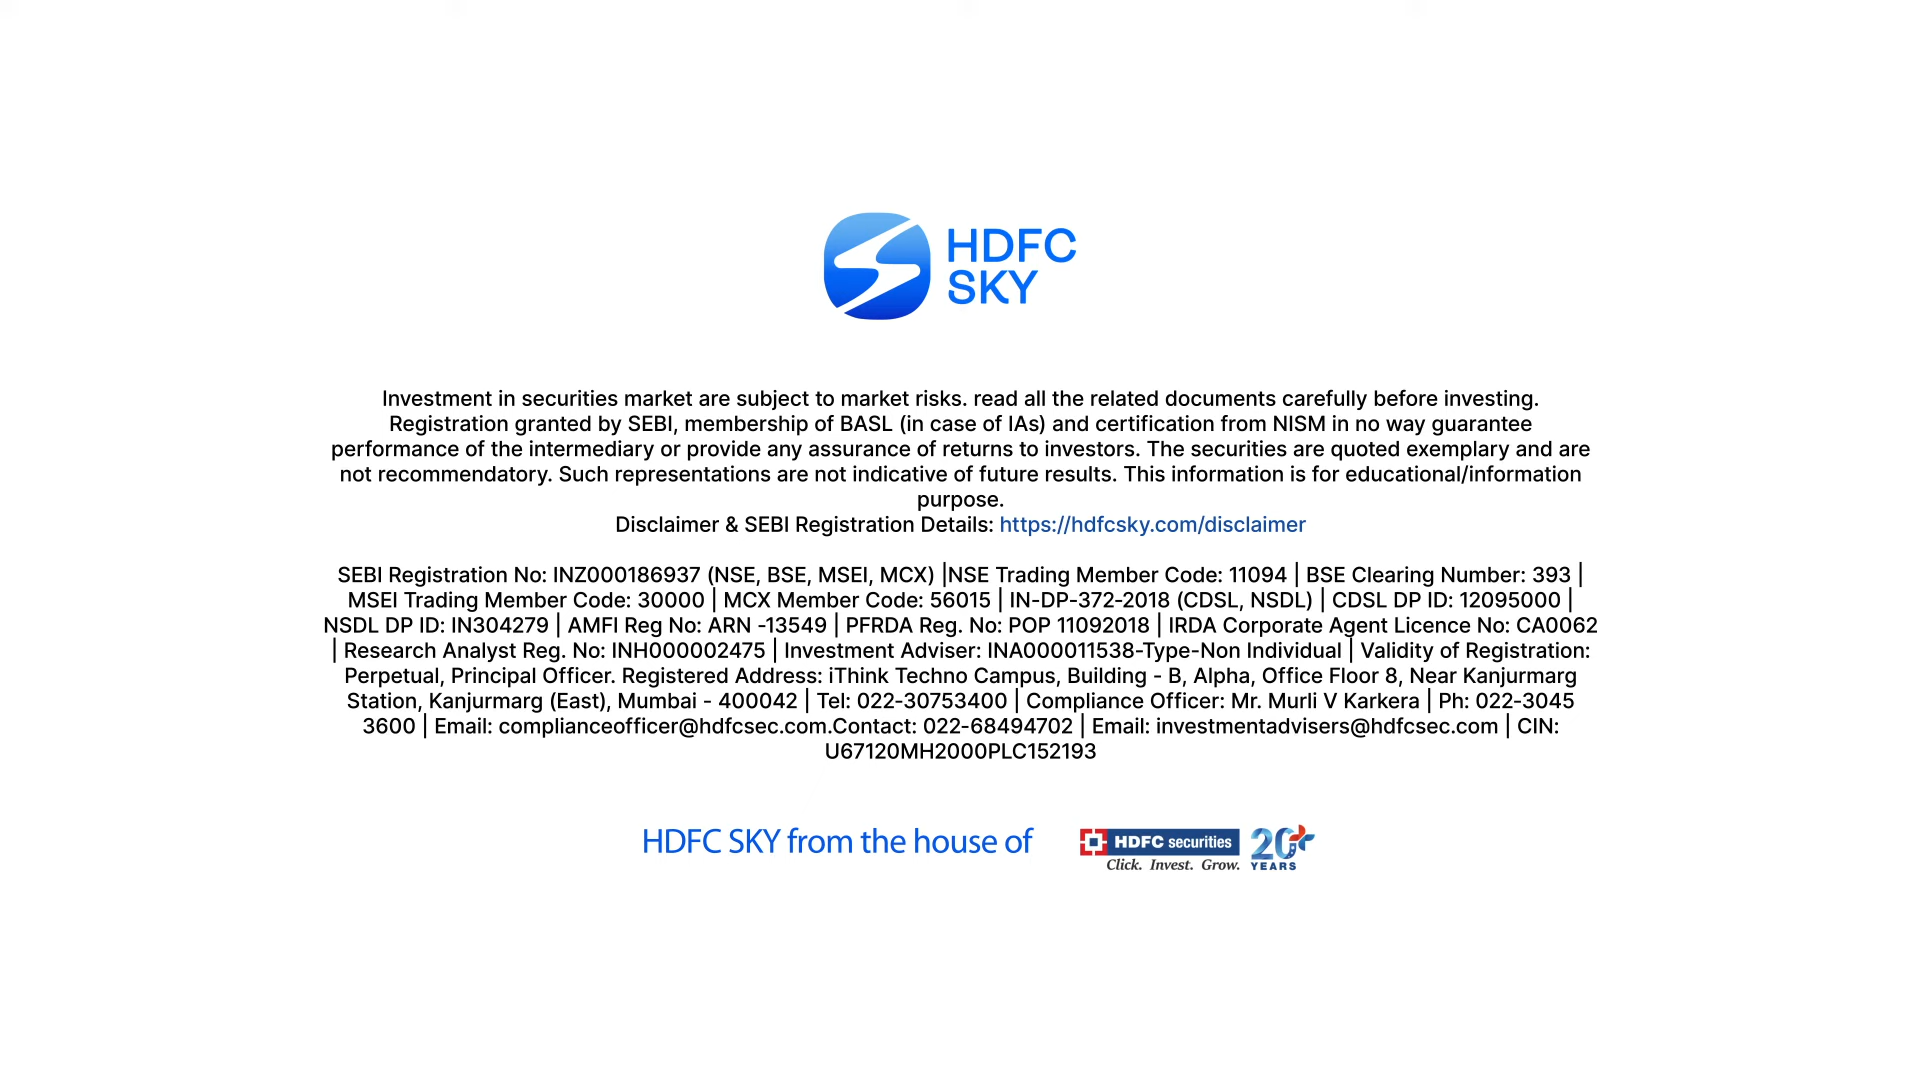 HDFC
SKY
Investment in securities market are subject to market risks. read all the related documents carefully before investing.
Registration granted by SEBI, membership of BASL (in case of IAs) and certification from NISM in no way guarantee
performance of the intermediary or provide any assurance of returns to investors. The securities are quoted exemplary and are
not recommendatory. Such representations are not indicative of future results. This information is for educational/information
purpose.
Disclaimer & SEBI Registration Details: https://hdfcsky.com/disclaimer
SEBI Registration No: INZ000186937 (NSE, BSE, MSEI, MCX) |NSE Trading Member Code: 11094 | BSE Clearing Number: 393 |
MSEI Trading Member Code: 30000 | MCX Member Code: 56015 | IN-DP-372-2018 (CDSL, NSDL) | CDSL DP ID: 12095000 |
NSDL DP ID: IN304279 | AMFI Reg No: ARN -13549 | PFRDA Reg. No: POP 11092018 | IRDA Corporate Agent Licence No: CA0062
| Research Analyst Reg. No: INH000002475 | Investment Adviser: INA000011538-Type-Non Individual | Validity of Registration:
Perpetual, Principal Officer. Registered Address: iThink Techno Campus, Building - B, Alpha, Office Floor 8, Near Kanjurmarg
Station, Kanjurmarg (East), Mumbai - 400042 | Tel: 022-30753400 | Compliance Officer: Mr. Murli V Karkera | Ph: 022-3045
3600 | Email: complianceofficer@hdfcsec.com.Contact: 022-68494702 | Email: investmentadvisers@hdfcsec.com | CIN:
U67120MH2000PLC152193
HDFC SKY from the house of
HDFC securities
Click. Invest. Grow.
20+
YEARS